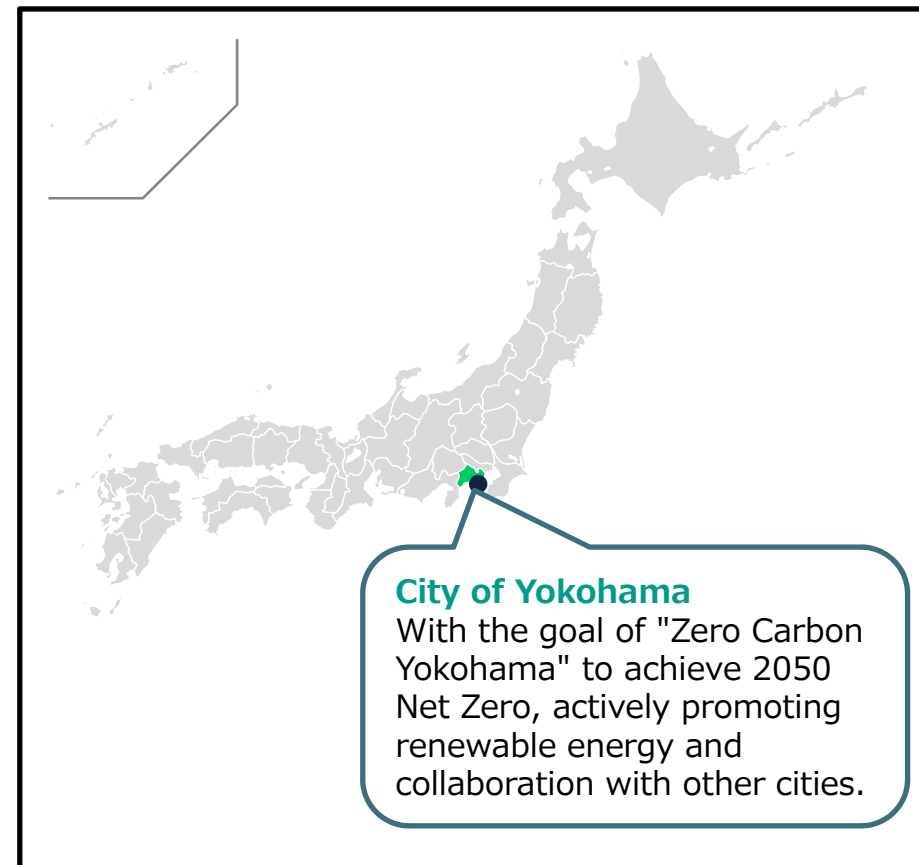 City of Yokohama
With the goal of "Zero Carbon
Yokohama" to achieve 2050
Net Zero, actively promoting
renewable energy and
collaboration with other cities.